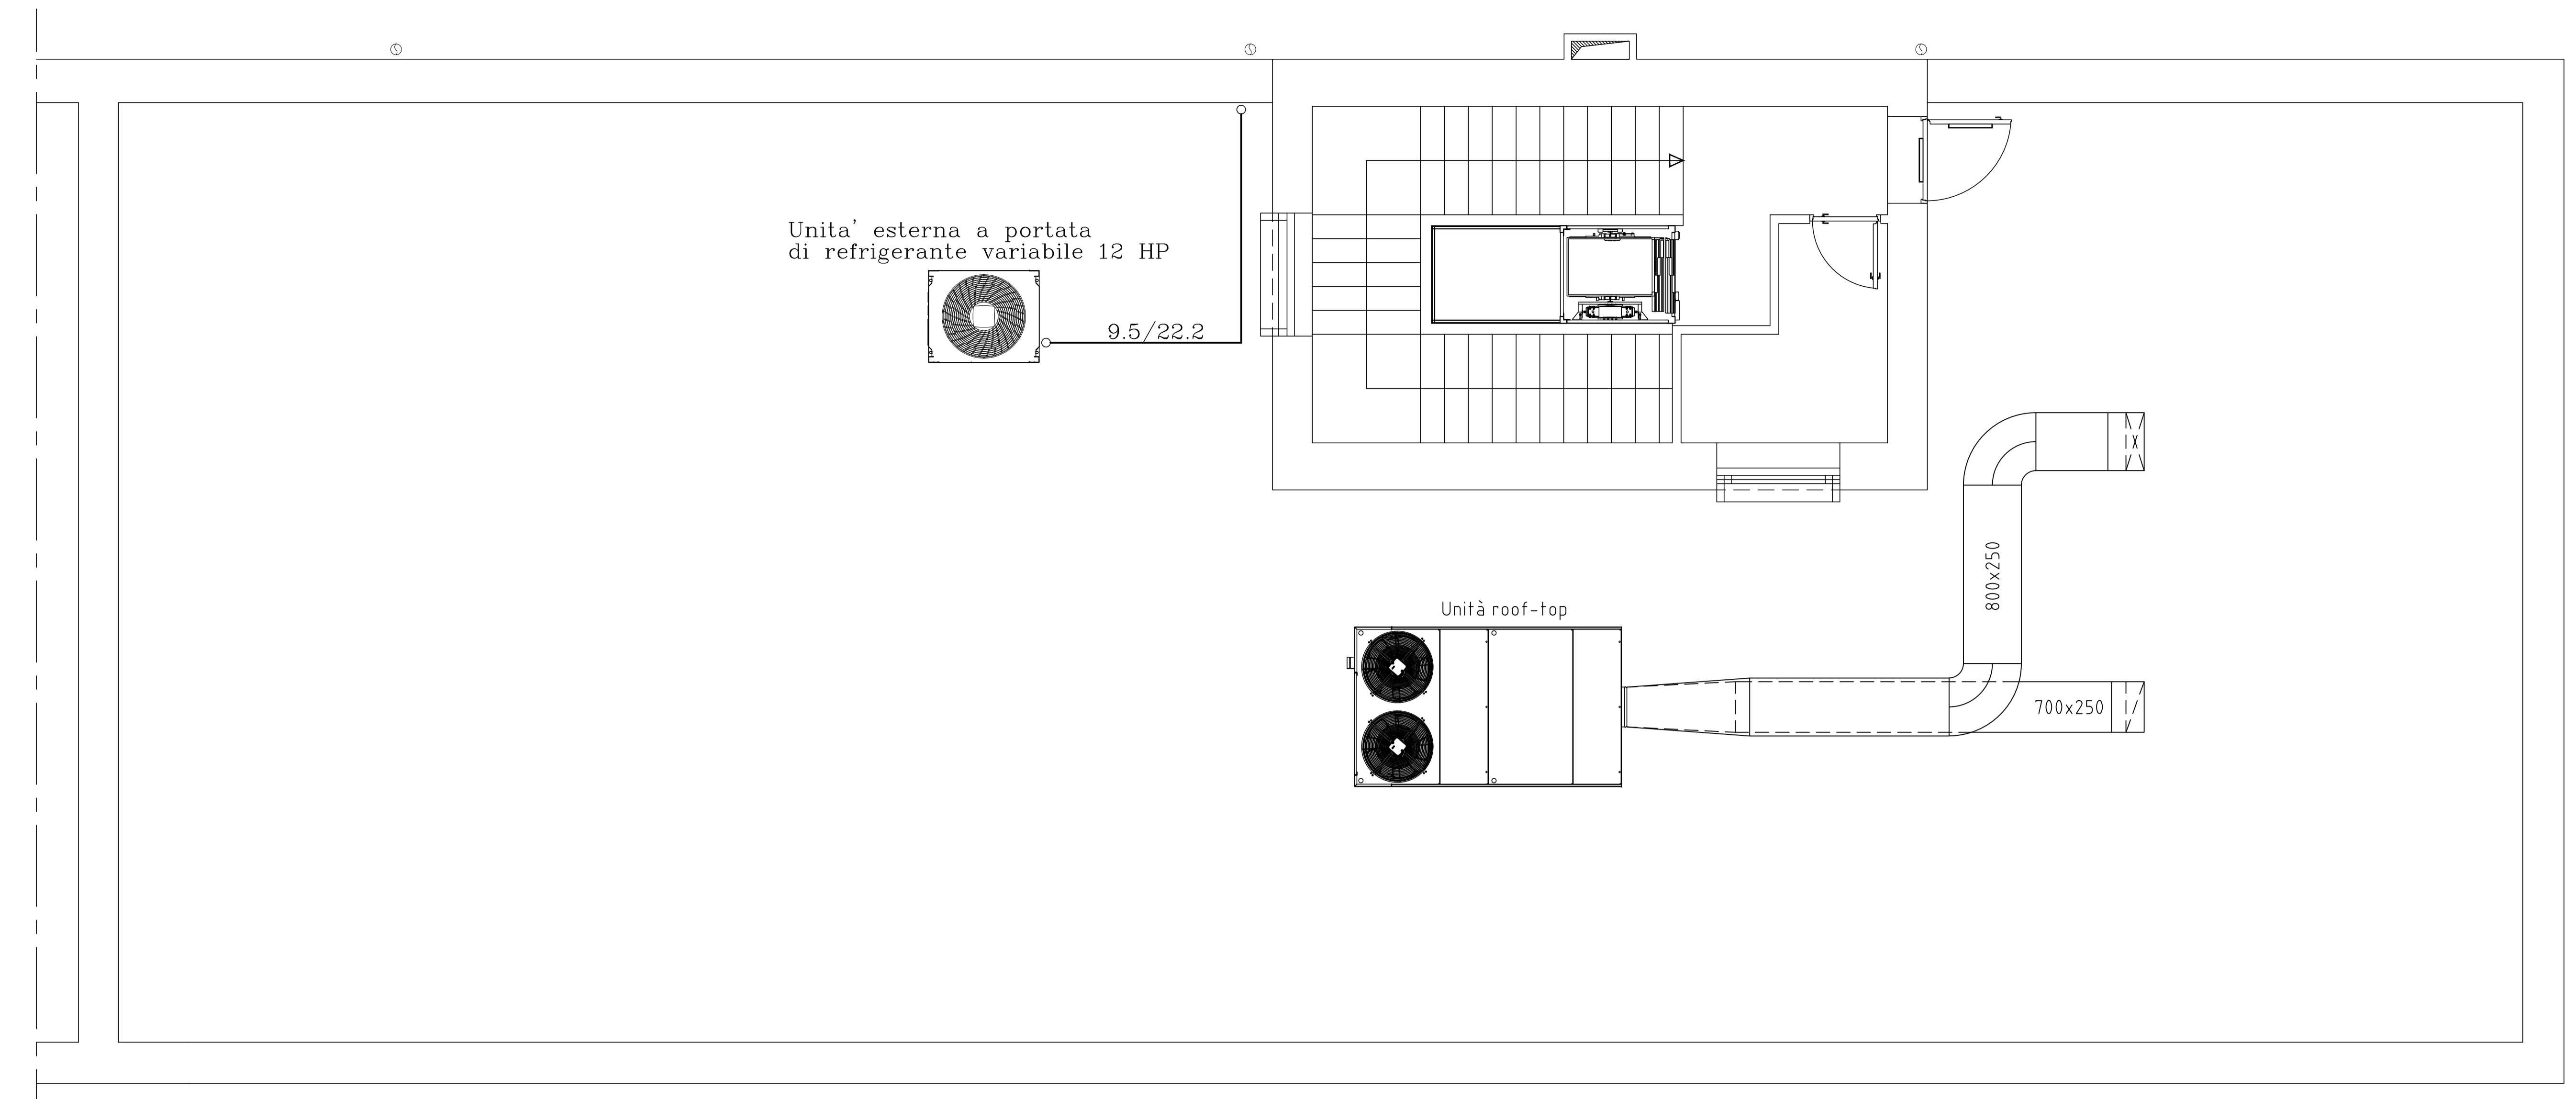 Unita' esterna a portata
di refrigerante variabile 12 HP
9.5/22.2
800x250
Unità roof-top
700x250